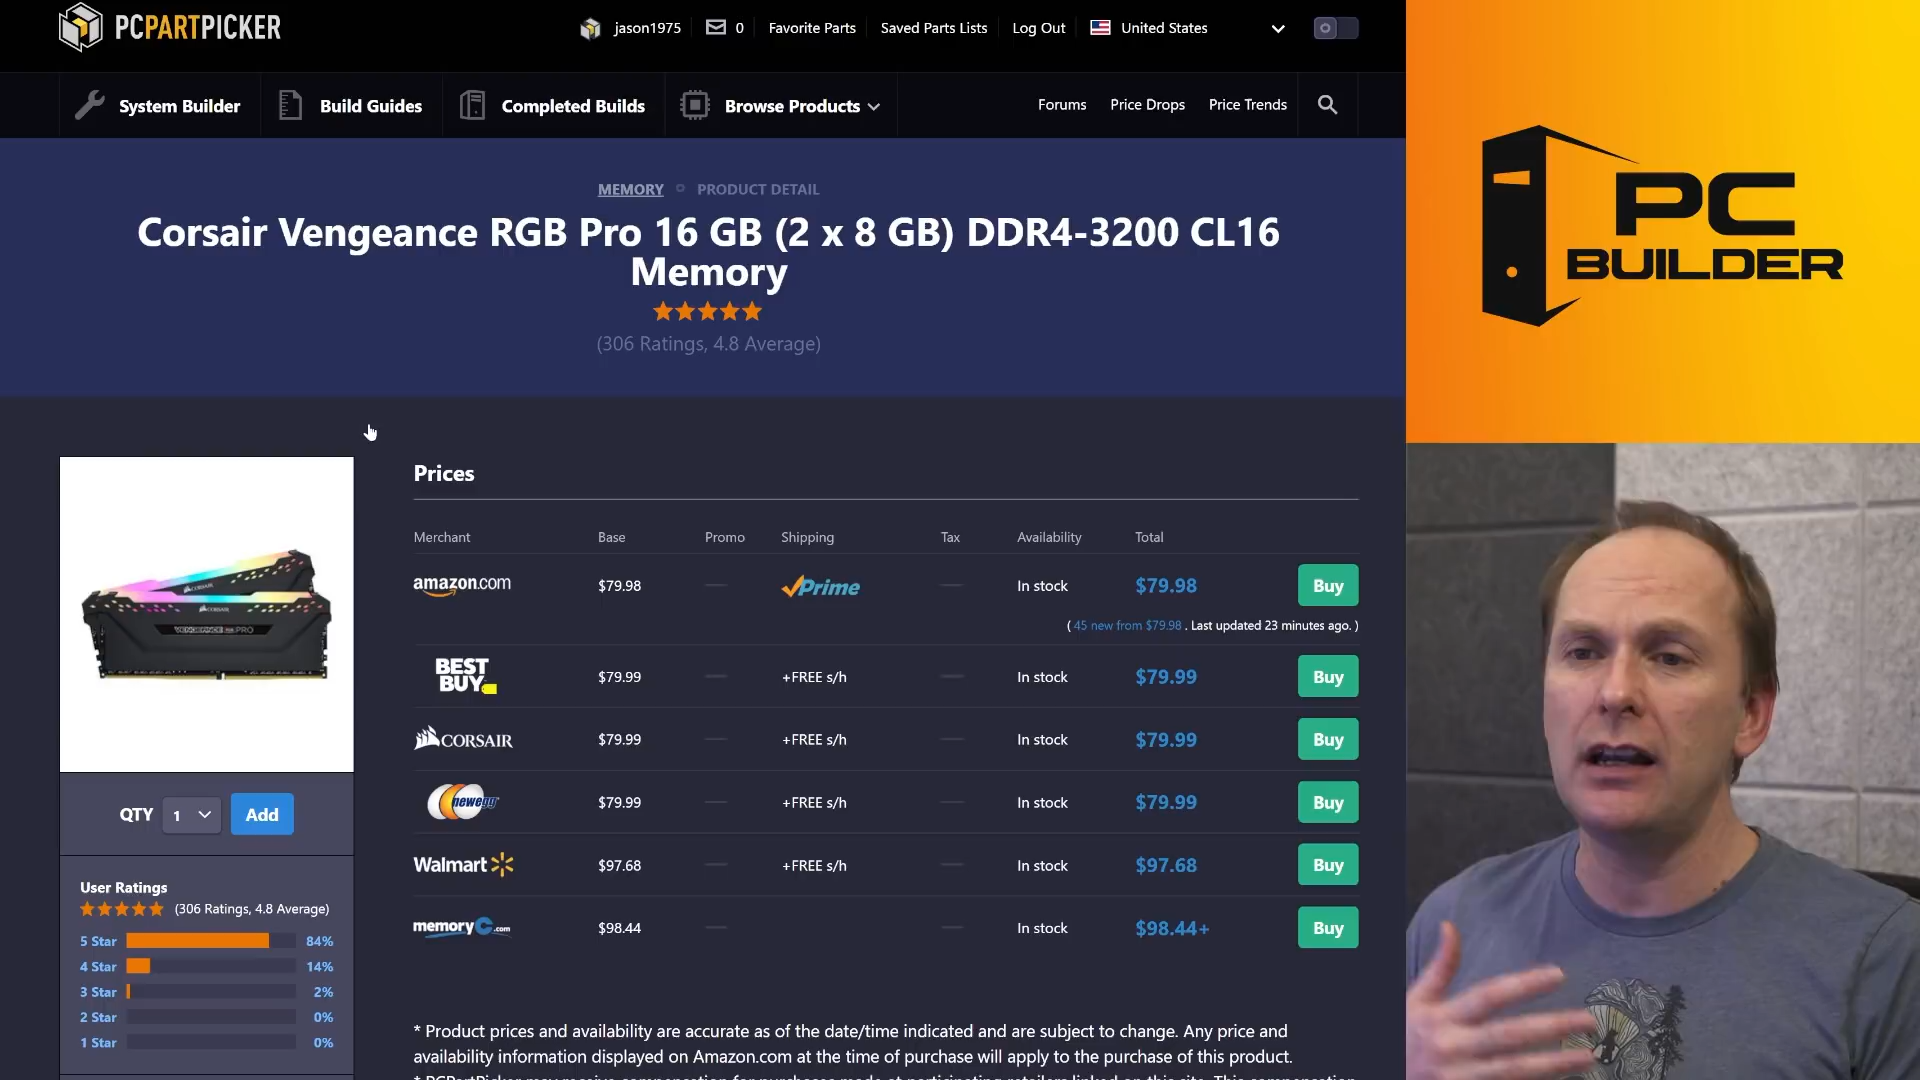 PCPARTPICKER
jason1975
0
Favorite Parts
Saved Parts Lists
Log Out
United States
System Builder
Build Guides
Completed Builds
Browse Products
Forums
Price Drops
Price Trends
MEMORY
PRODUCT DETAIL
Corsair Vengeance RGB Pro 16 GB (2 x 8 GB) DDR4-3200 CL16
Memory
(306 Ratings, 4.8 Average)
PC
BUILDER
Prices
Merchant Base Promo Shipping Tax Availability Total
amazon.com $79.98 Prime In stock $79.98 Buy
( 45 new from $79.98 . Last updated 23 minutes ago. )
BEST
BUY $79.99 +FREE s/h In stock $79.99 Buy
CORSAIR $79.99 +FREE s/h In stock $79.99 Buy
newegg $79.99 +FREE s/h In stock $79.99 Buy
Walmart $97.68 +FREE s/h In stock $97.68 Buy
memoryC.com $98.44 In stock $98.44+ Buy
CORSAIR
CORSAIR
VENGEANCE RGB PRO
QTY 1 Add
User Ratings
(306 Ratings, 4.8 Average)
5 Star 84%
4 Star 14%
3 Star 2%
2 Star 0%
1 Star 0%
* Product prices and availability are accurate as of the date/time indicated and are subject to change. Any price and
availability information displayed on Amazon.com at the time of purchase will apply to the purchase of this product.